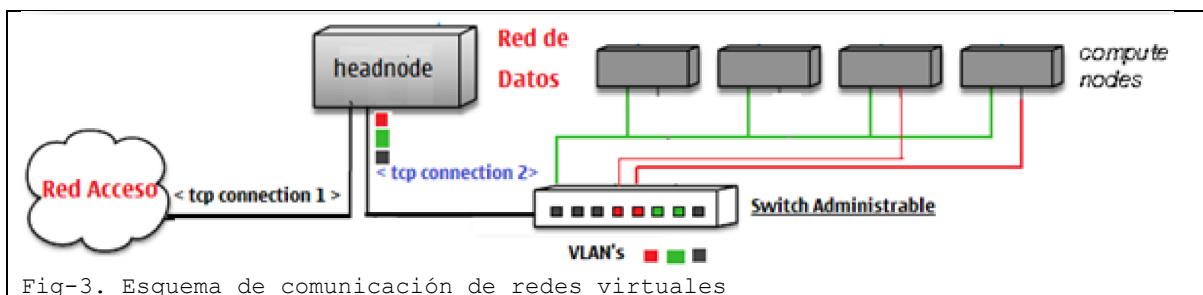 Red de
Datos
headnode
compute
nodes
< tcp connection 2>
Red Acceso
< tcp connection 1 >
Switch Administrable
VLAN's
Fig-3. Esquema de comunicación de redes virtuales